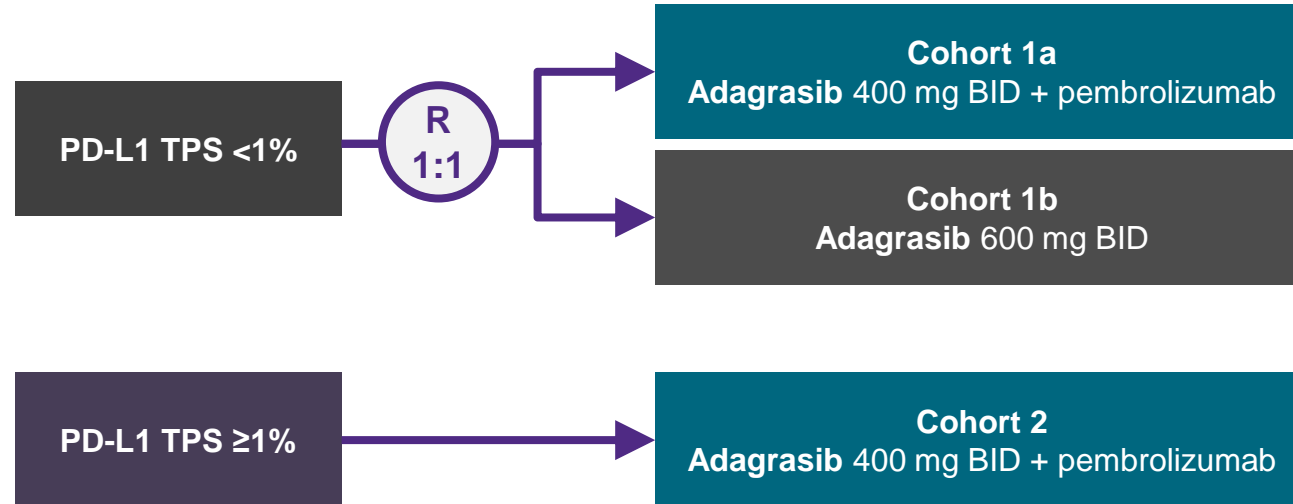 PD-L1 TPS <1%
R
1:1
Cohort 1a
Adagrasib 400 mg BID + pembrolizumab
Cohort 1b
Adagrasib 600 mg BID
PD-L1 TPS ≥1%
Cohort 2
Adagrasib 400 mg BID + pembrolizumab